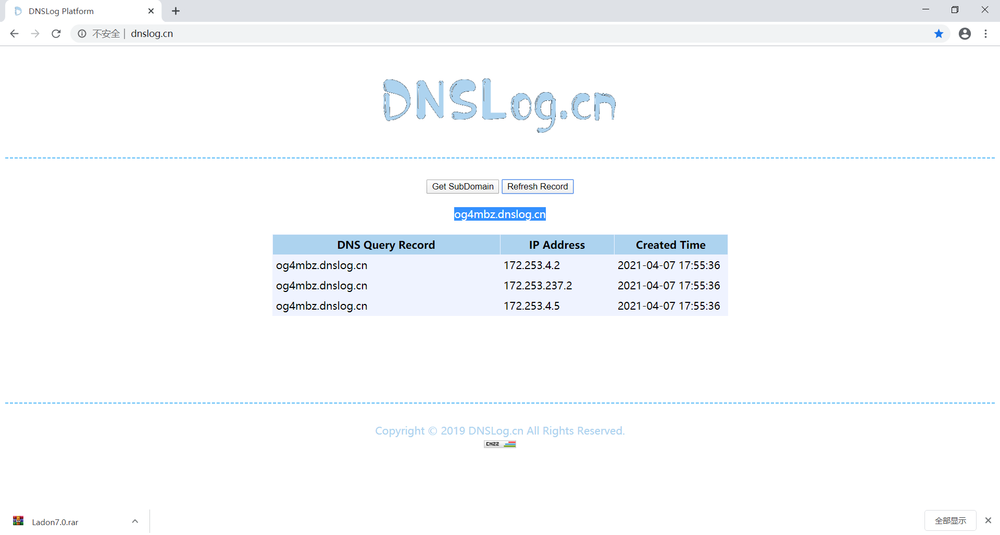 DNSLog Platform
不安全 | dnslog.cn
DNSLog.cn
Get SubDomain Refresh Record
og4mbz.dnslog.cn
DNS Query Record IP Address Created Time
og4mbz.dnslog.cn 172.253.4.2 2021-04-07 17:55:36
og4mbz.dnslog.cn 172.253.237.2 2021-04-07 17:55:36
og4mbz.dnslog.cn 172.253.4.5 2021-04-07 17:55:36
Copyright © 2019 DNSLog.cn All Rights Reserved.
CNZZ
Ladon7.0.rar 全部显示